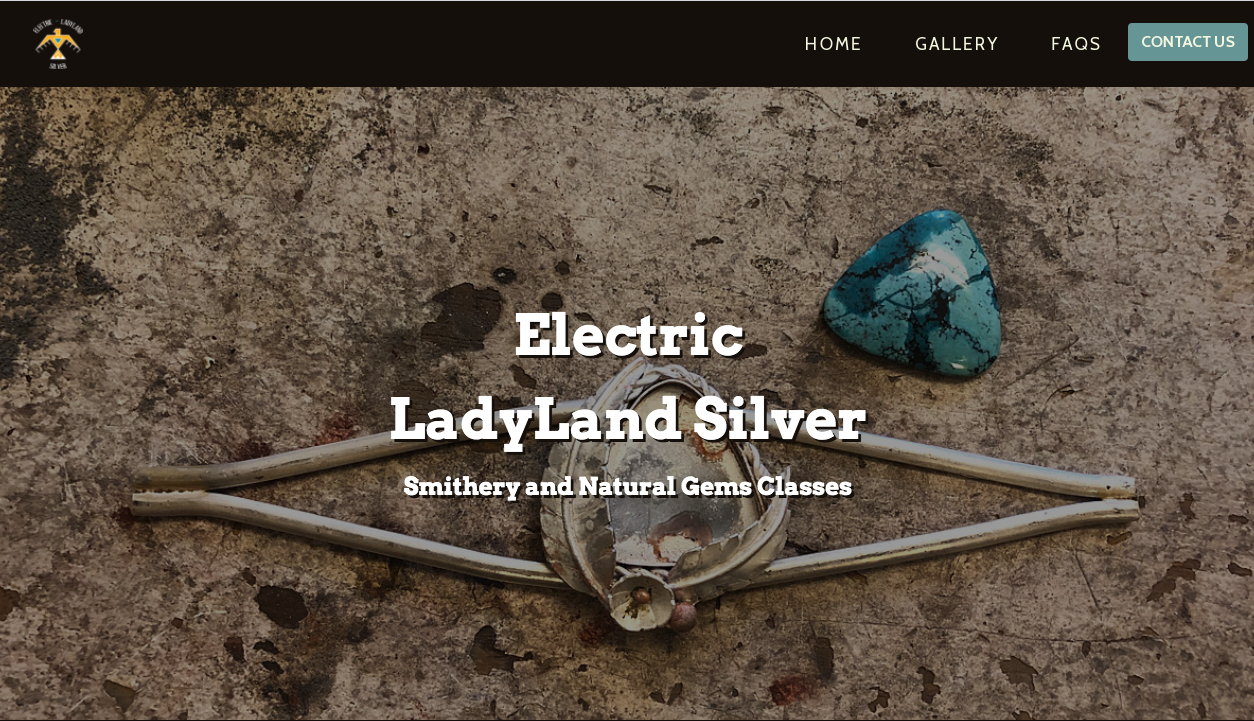 ELECTRIC LADYLAND
SILVER
HOME
GALLERY
FAQS
CONTACT US
Electric
LadyLand Silver
Smithery and Natural Gems Classes